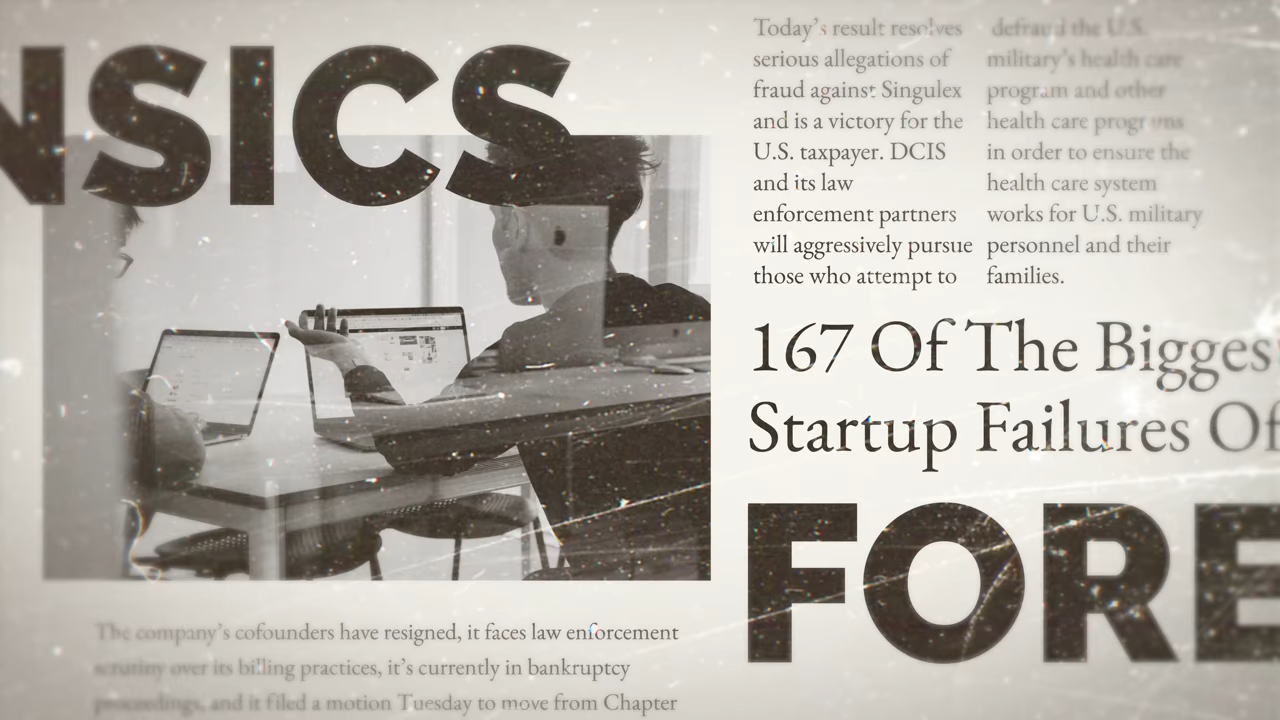 NSICS
The company's cofounders have resigned, it faces law enforcement
scrutiny over its billing practices, it's currently in bankruptcy
proceedings, and it filed a motion Tuesday to move from Chapter
Today's result resolves
serious allegations of
fraud against Singulex
and is a victory for the
U.S. taxpayer. DCIS
and its law
enforcement partners
will aggressively pursue
those who attempt to
defraud the U.S.
military's health care
program and other
health care programs
in order to ensure the
health care system
works for U.S. military
personnel and their
families.
167 Of The Bigges
Startup Failures Of
FORE